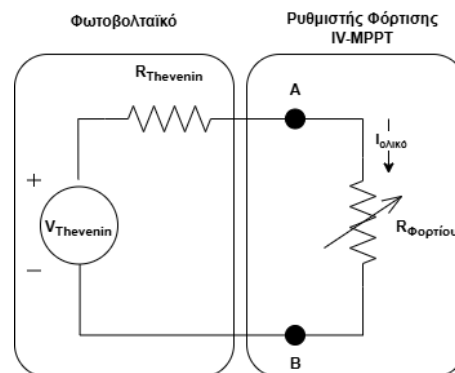 Φωτοβολταϊκό
Ρυθμιστής Φόρτισης
IV-MPPT
RThevenin
A
Iολικό
+
VThevenin
RΦορτίου
−
B